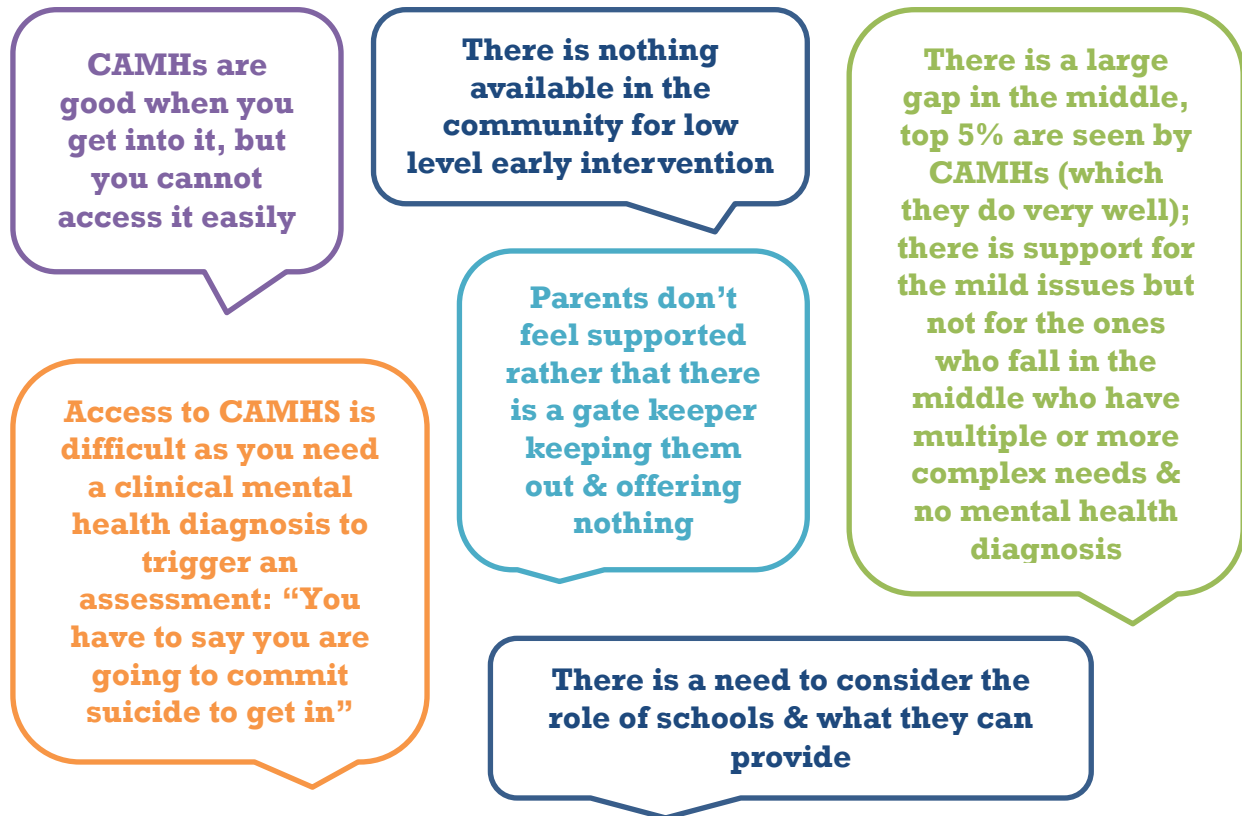 CAMHs are
good when you
get into it, but
you cannot
access it easily
There is nothing
available in the
community for low
level early intervention
There is a large
gap in the middle,
top 5% are seen by
CAMHs (which
they do very well);
there is support for
the mild issues but
not for the ones
who fall in the
middle who have
multiple or more
complex needs &
no mental health
diagnosis
Parents don’t
feel supported
rather that there
is a gate keeper
keeping them
out & offering
nothing
Access to CAMHS is
difficult as you need
a clinical mental
health diagnosis to
trigger an
assessment: “You
have to say you are
going to commit
suicide to get in”
There is a need to consider the
role of schools & what they can
provide